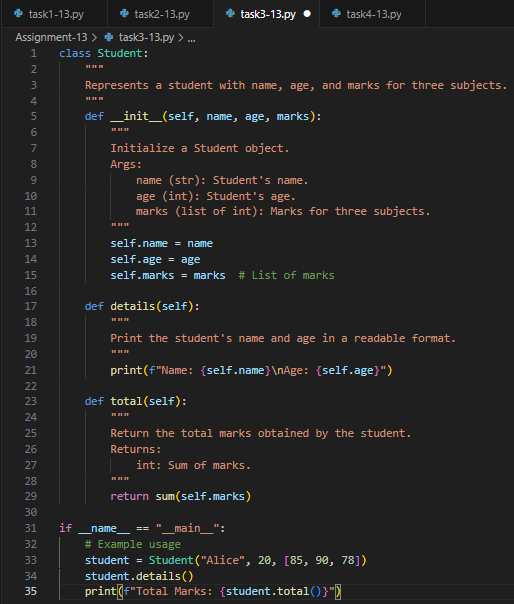 task1-13.py task2-13.py task3-13.py ● task4-13.py
Assignment-13 > task3-13.py > ...
1 class Student:
2     """
3     Represents a student with name, age, and marks for three subjects.
4     """
5     def __init__(self, name, age, marks):
6         """
7         Initialize a Student object.
8         Args:
9             name (str): Student's name.
10             age (int): Student's age.
11             marks (list of int): Marks for three subjects.
12         """
13         self.name = name
14         self.age = age
15         self.marks = marks  # List of marks
16
17     def details(self):
18         """
19         Print the student's name and age in a readable format.
20         """
21         print(f"Name: {self.name}\nAge: {self.age}")
22
23     def total(self):
24         """
25         Return the total marks obtained by the student.
26         Returns:
27             int: Sum of marks.
28         """
29         return sum(self.marks)
30
31 if __name__ == "__main__":
32     # Example usage
33     student = Student("Alice", 20, [85, 90, 78])
34     student.details()
35     print(f"Total Marks: {student.total()}")